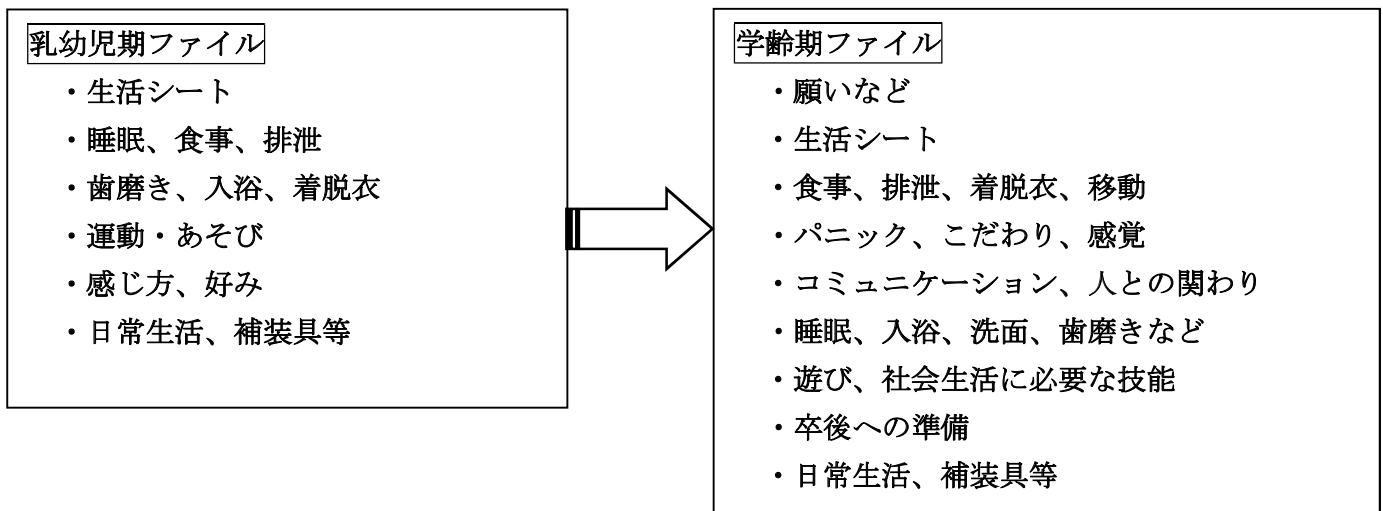 乳幼児期ファイル
・生活シート
・睡眠、食事、排泄
・歯磨き、入浴、着脱衣
・運動・あそび
・感じ方、好み
・日常生活、補装具等
学齢期ファイル
・願いなど
・生活シート
・食事、排泄、着脱衣、移動
・パニック、こだわり、感覚
・コミュニケーション、人との関わり
・睡眠、入浴、洗面、歯磨きなど
・遊び、社会生活に必要な技能
・卒後への準備
・日常生活、補装具等